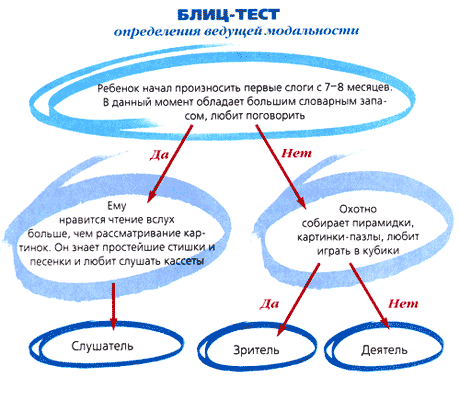 БЛИЦ-ТЕСТ
определения ведущей модальности
Ребенок начал произносить первые слоги с 7–8 месяцев.
В данный момент обладает большим словарным запа-
сом, любит поговорить
Да
Нет
Ему
нравится чтение вслух
больше, чем рассматривание кар-
тинок. Он знает простейшие стишки и
песенки и любит слушать кассеты
Охотно
собирает пирамидки,
картинки-пазлы, любит
играть в кубики
Да
Нет
Слушатель
Зритель
Деятель